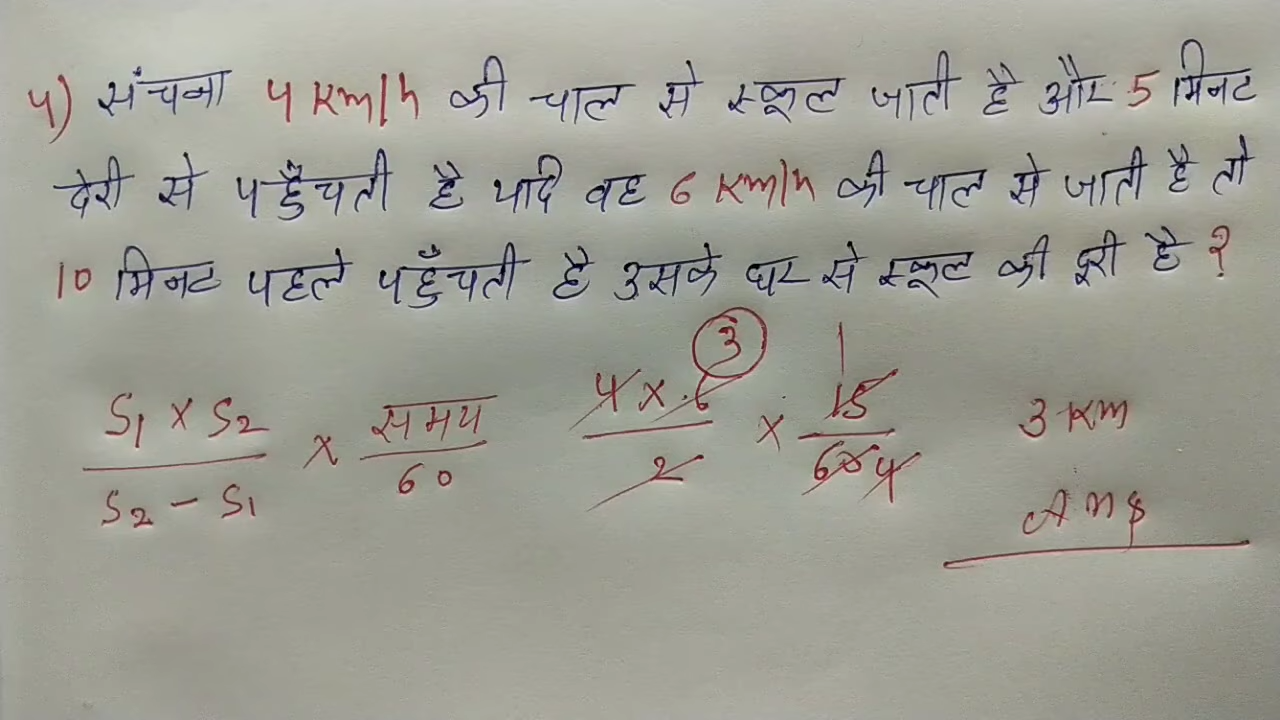 4) संचना 4 km/h की चाल से स्कूल जाती है और 5 मिनट
देरी से पहुँचती है यदि वह 6 km/h की चाल से जाती है तो
10 मिनट पहले पहुँचती है उसके घर से स्कूल की दूरी है ?
S1 × S2 / S2 - S1 × समय / 60
4 × 6 / 2 × 15 / 60
3
1
4
3 km
Ans